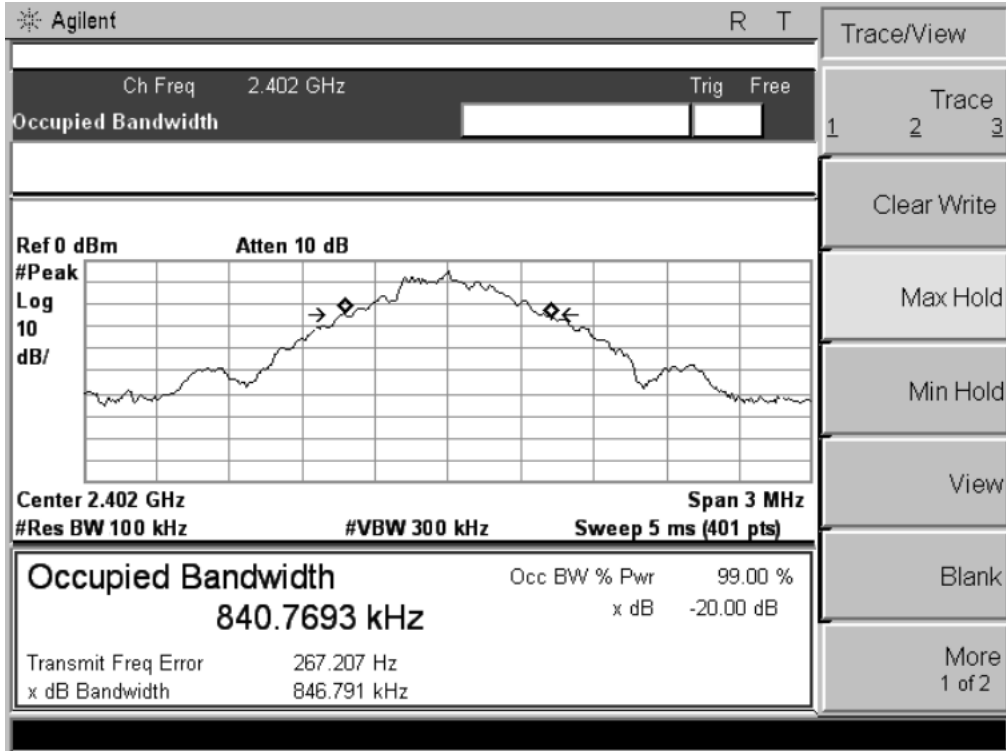 Agilent R T
Ch Freq 2.402 GHz Trig Free
Occupied Bandwidth
Ref 0 dBm Atten 10 dB
#Peak
Log
10
dB/
Center 2.402 GHz Span 3 MHz
#Res BW 100 kHz #VBW 300 kHz Sweep 5 ms (401 pts)
Occupied Bandwidth Occ BW % Pwr 99.00 %
840.7693 kHz x dB -20.00 dB
Transmit Freq Error 267.207 Hz
x dB Bandwidth 846.791 kHz
Trace/View
Trace
1 2 3
Clear Write
Max Hold
Min Hold
View
Blank
More
1 of 2